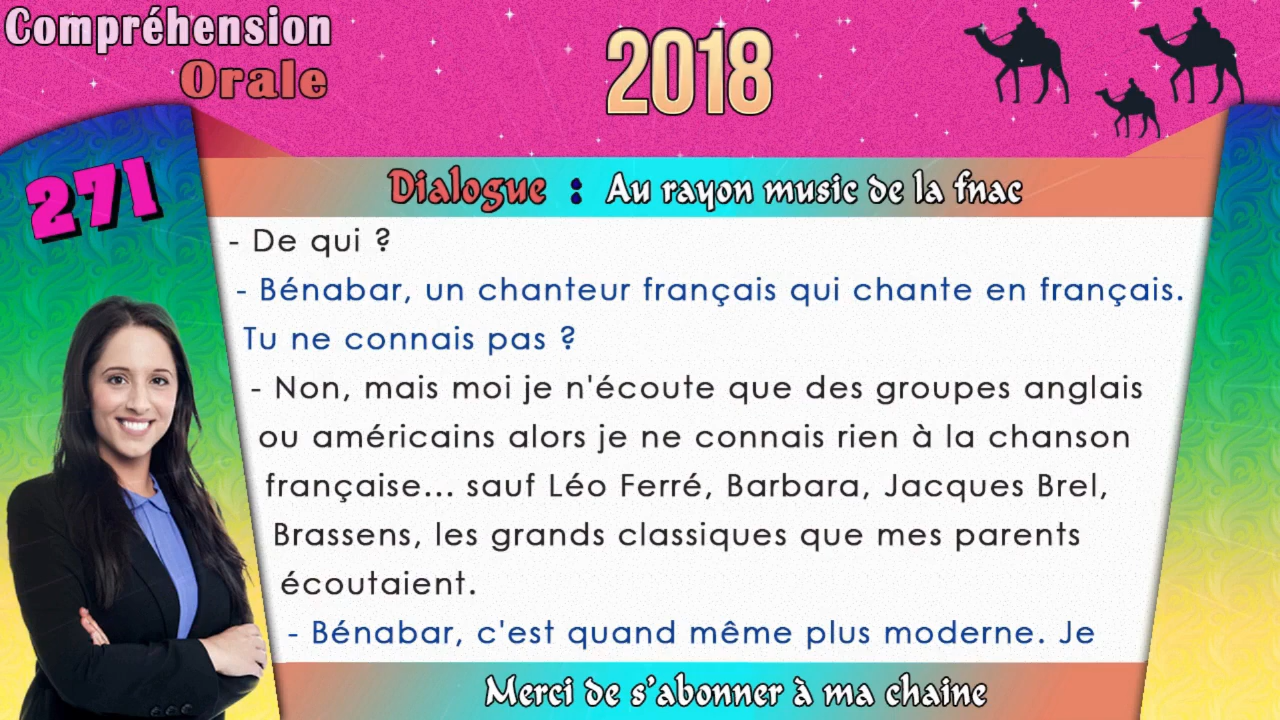 Compréhension
Orale
2018
271
Dialogue : Au rayon music de la fnac
- De qui ?
- Bénabar, un chanteur français qui chante en français.
Tu ne connais pas ?
- Non, mais moi je n'écoute que des groupes anglais
ou américains alors je ne connais rien à la chanson
française... sauf Léo Ferré, Barbara, Jacques Brel,
Brassens, les grands classiques que mes parents
écoutaient.
- Bénabar, c'est quand même plus moderne. Je
Merci de s'abonner à ma chaine